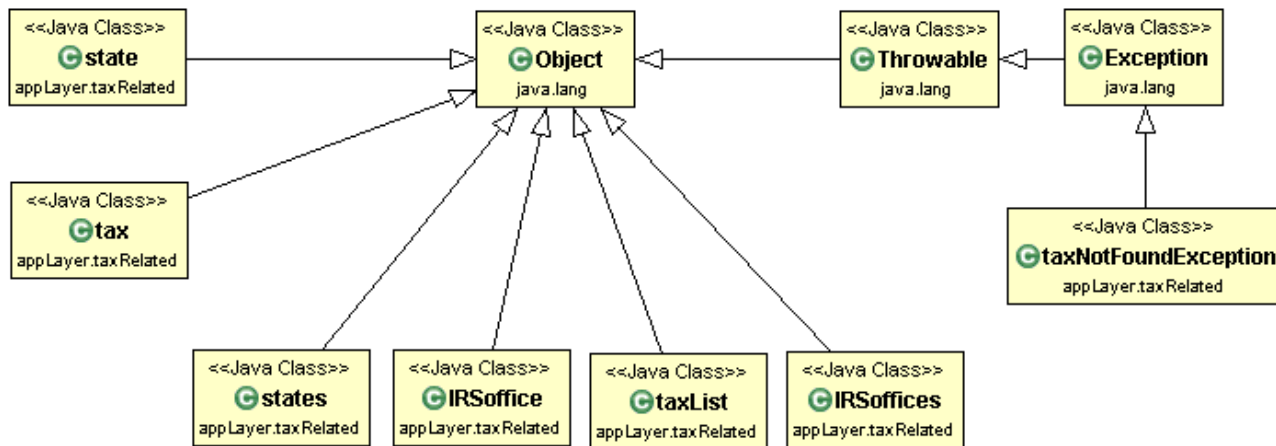 <<Java Class>>
C state
appLayer.taxRelated
<<Java Class>>
C Object
java.lang
<<Java Class>>
C Throwable
java.lang
<<Java Class>>
C Exception
java.lang
<<Java Class>>
C tax
appLayer.taxRelated
<<Java Class>>
C taxNotFoundException
appLayer.taxRelated
<<Java Class>>
C states
appLayer.taxRelated
<<Java Class>>
C IRSoffice
appLayer.taxRelated
<<Java Class>>
C taxList
appLayer.taxRelated
<<Java Class>>
C IRSoffices
appLayer.taxRelated